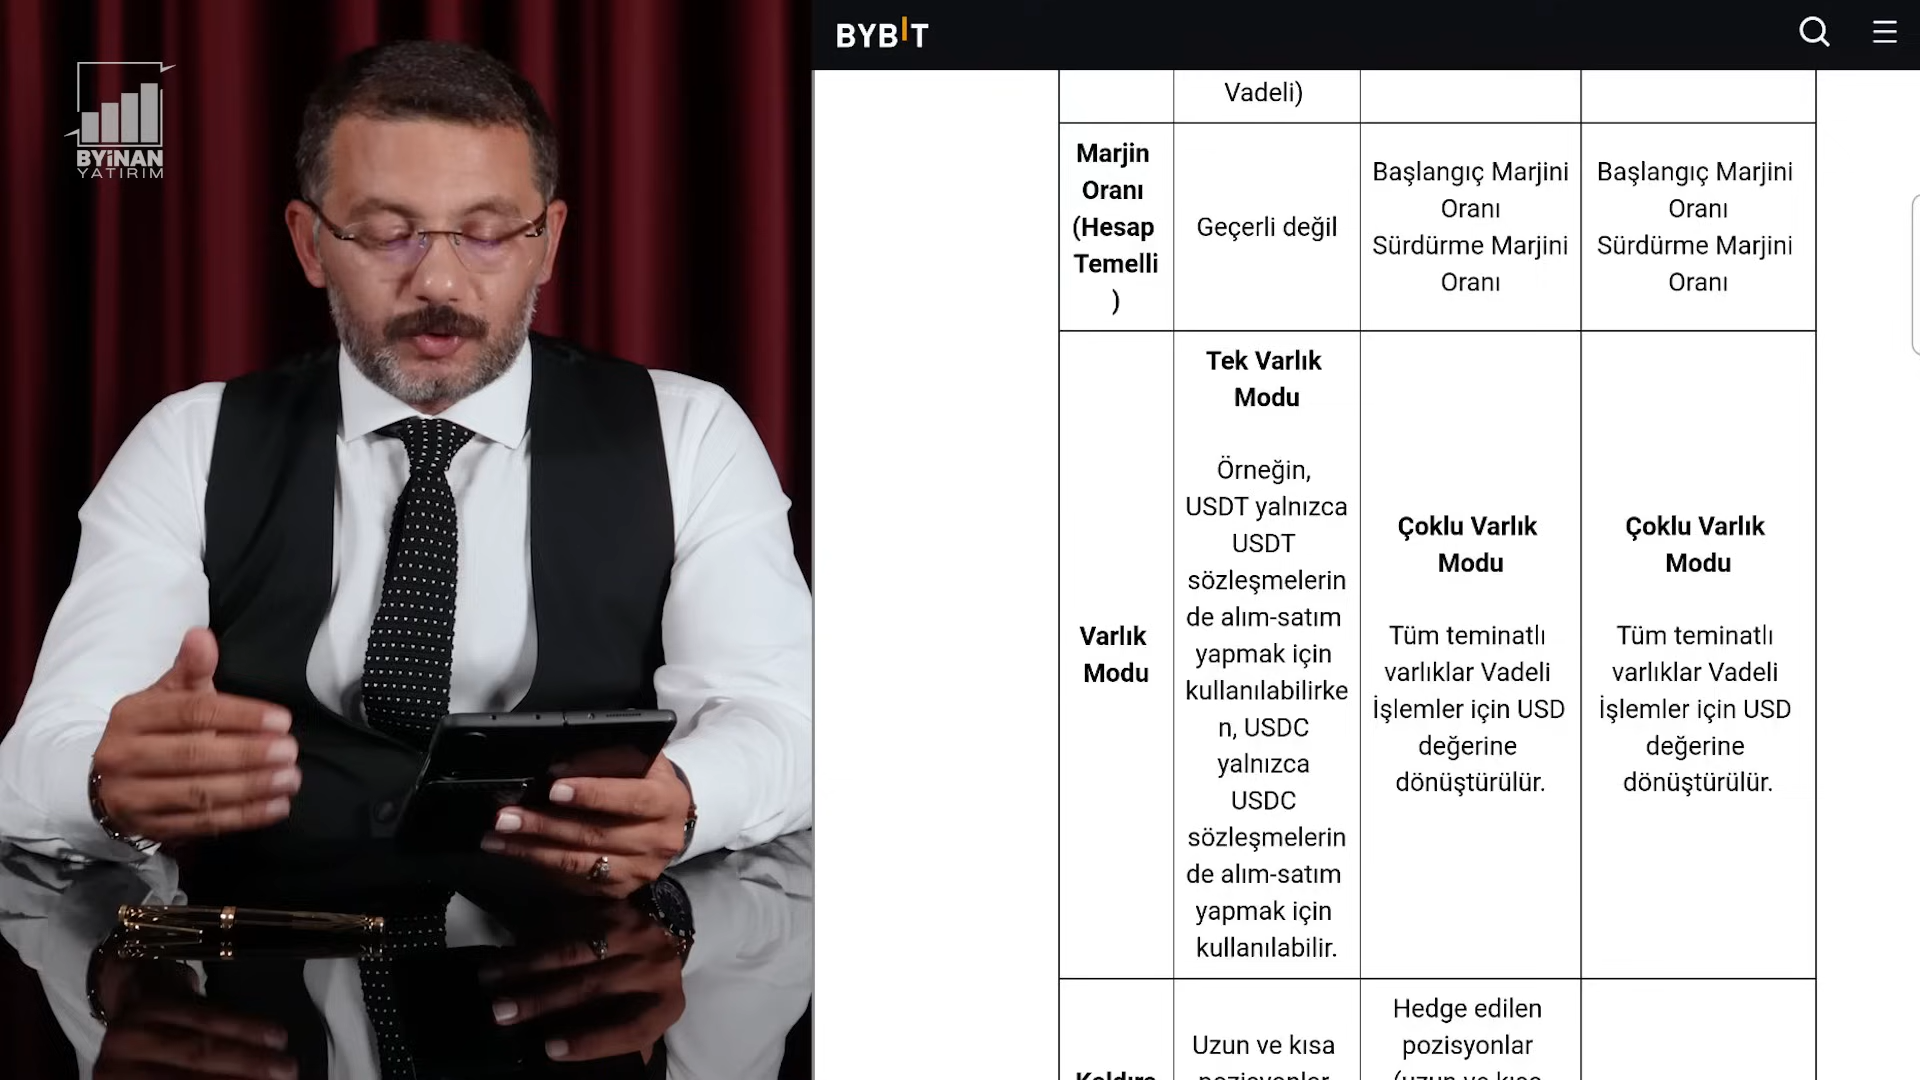 BYiNAN
YATIRIM
BYBIT
Vadeli)
Marjin
Oranı
(Hesap
Temelli
)
Geçerli değil
Başlangıç Marjini
Oranı
Sürdürme Marjini
Oranı
Başlangıç Marjini
Oranı
Sürdürme Marjini
Oranı
Varlık
Modu
Tek Varlık
Modu
Örneğin,
USDT yalnızca
USDT
sözleşmelerin
de alım-satım
yapmak için
kullanılabilirke
n, USDC
yalnızca
USDC
sözleşmelerin
de alım-satım
yapmak için
kullanılabilir.
Çoklu Varlık
Modu
Tüm teminatlı
varlıklar Vadeli
İşlemler için USD
değerine
dönüştürülür.
Çoklu Varlık
Modu
Tüm teminatlı
varlıklar Vadeli
İşlemler için USD
değerine
dönüştürülür.
Uzun ve kısa
Hedge edilen
pozisyonlar